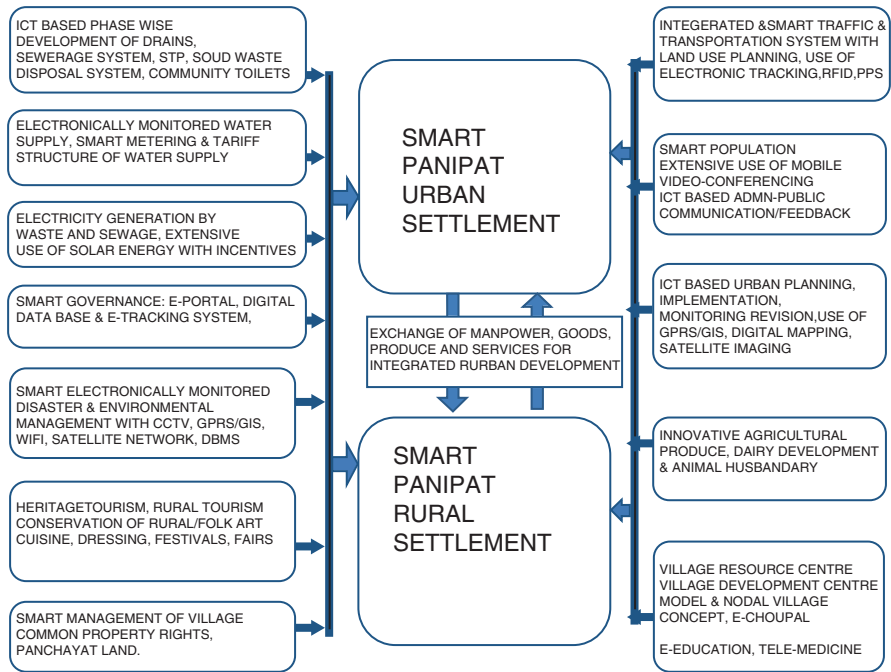 ICT BASED PHASE WISE
DEVELOPMENT OF DRAINS,
SEWERAGE SYSTEM, STP, SOUD WASTE
DISPOSAL SYSTEM, COMMUNITY TOILETS
ELECTRONICALLY MONITORED WATER
SUPPLY, SMART METERING & TARIFF
STRUCTURE OF WATER SUPPLY
ELECTRICITY GENERATION BY
WASTE AND SEWAGE, EXTENSIVE
USE OF SOLAR ENERGY WITH INCENTIVES
SMART GOVERNANCE: E-PORTAL, DIGITAL
DATA BASE & E-TRACKING SYSTEM,
SMART ELECTRONICALLY MONITORED
DISASTER & ENVIRONMENTAL
MANAGEMENT WITH CCTV, GPRS/GIS,
WIFI, SATELLITE NETWORK, DBMS
HERITAGETOURISM, RURAL TOURISM
CONSERVATION OF RURAL/FOLK ART
CUISINE, DRESSING, FESTIVALS, FAIRS
SMART MANAGEMENT OF VILLAGE
COMMON PROPERTY RIGHTS,
PANCHAYAT LAND.
SMART
PANIPAT
URBAN
SETTLEMENT
EXCHANGE OF MANPOWER, GOODS,
PRODUCE AND SERVICES FOR
INTEGRATED RURBAN DEVELOPMENT
SMART
PANIPAT
RURAL
SETTLEMENT
INTEGERATED &SMART TRAFFIC &
TRANSPORTATION SYSTEM WITH
LAND USE PLANNING, USE OF
ELECTRONIC TRACKING,RFID,PPS
SMART POPULATION
EXTENSIVE USE OF MOBILE
VIDEO-CONFERENCING
ICT BASED ADMN-PUBLIC
COMMUNICATION/FEEDBACK
ICT BASED URBAN PLANNING,
IMPLEMENTATION,
MONITORING REVISION,USE OF
GPRS/GIS, DIGITAL MAPPING,
SATELLITE IMAGING
INNOVATIVE AGRICULTURAL
PRODUCE, DAIRY DEVELOPMENT
& ANIMAL HUSBANDARY
VILLAGE RESOURCE CENTRE
VILLAGE DEVELOPMENT CENTRE
MODEL & NODAL VILLAGE
CONCEPT, E-CHOUPAL
E-EDUCATION, TELE-MEDICINE